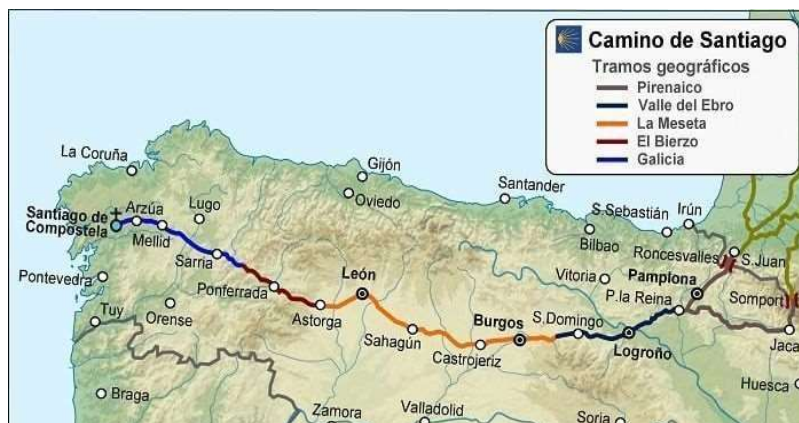 Camino de Santiago
Tramos geográficos
Pirenaico
Valle del Ebro
La Meseta
El Bierzo
Galicia
La Coruña
Gijón
Santander
Oviedo
Santiago de
Compostela
Arzúa
Lugo
Mellid
S.Sebastián
Irún
Bilbao
Roncesvalles
S.Juan
Sarria
León
Vitoria
Pamplona
Pontevedra
Ponferrada
P.la Reina
Somport
Tuy
Orense
Astorga
Burgos
S.Domingo
Sahagún
Castrojeriz
Logroño
Jaca
Huesca
Braga
Zamora
Valladolid
Soria